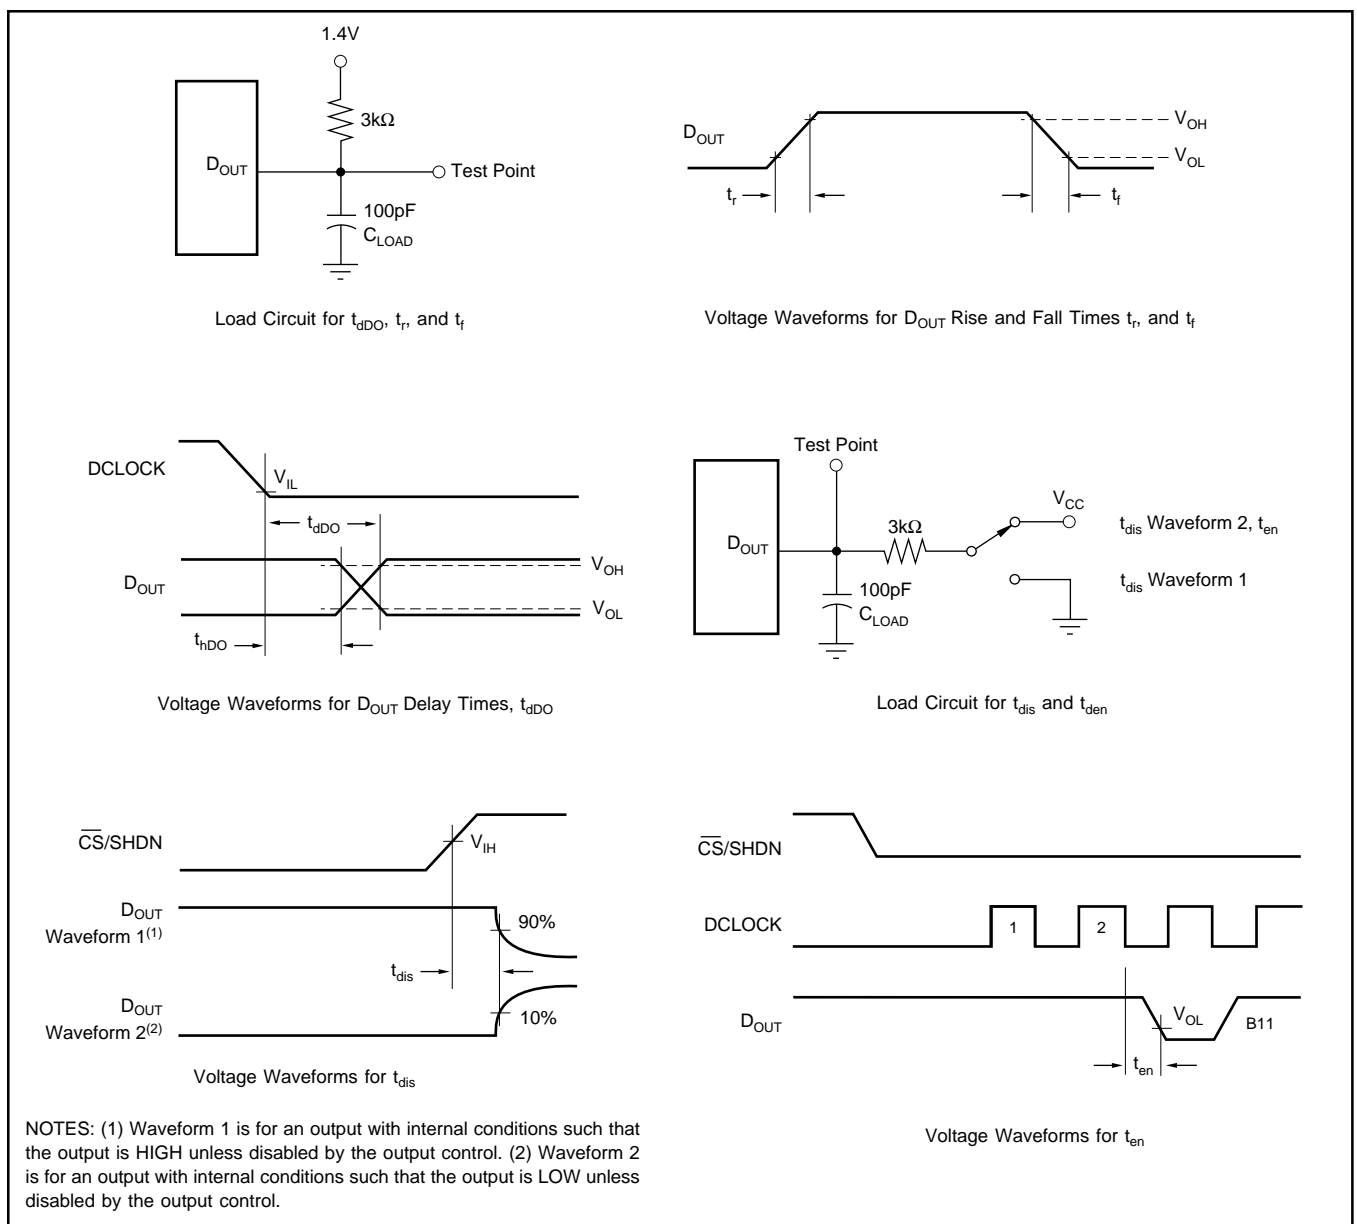 1.4V
3kΩ
DOUT
Test Point
100pF
CLOAD
Load Circuit for tdDO, tr, and tf
DOUT
VOH
VOL
tr
tf
Voltage Waveforms for DOUT Rise and Fall Times tr, and tf
DCLOCK
VIL
tdDO
DOUT
VOH
VOL
thDO
Voltage Waveforms for DOUT Delay Times, tdDO
Test Point
VCC
3kΩ
tdis Waveform 2, ten
DOUT
100pF
CLOAD
tdis Waveform 1
Load Circuit for tdis and tden
C̅S̅/SHDN
VIH
DOUT
Waveform 1(1)
90%
tdis
DOUT
Waveform 2(2)
10%
Voltage Waveforms for tdis
C̅S̅/SHDN
DCLOCK
1
2
DOUT
VOL
B11
ten
Voltage Waveforms for ten
NOTES: (1) Waveform 1 is for an output with internal conditions such that
the output is HIGH unless disabled by the output control. (2) Waveform 2
is for an output with internal conditions such that the output is LOW unless
disabled by the output control.